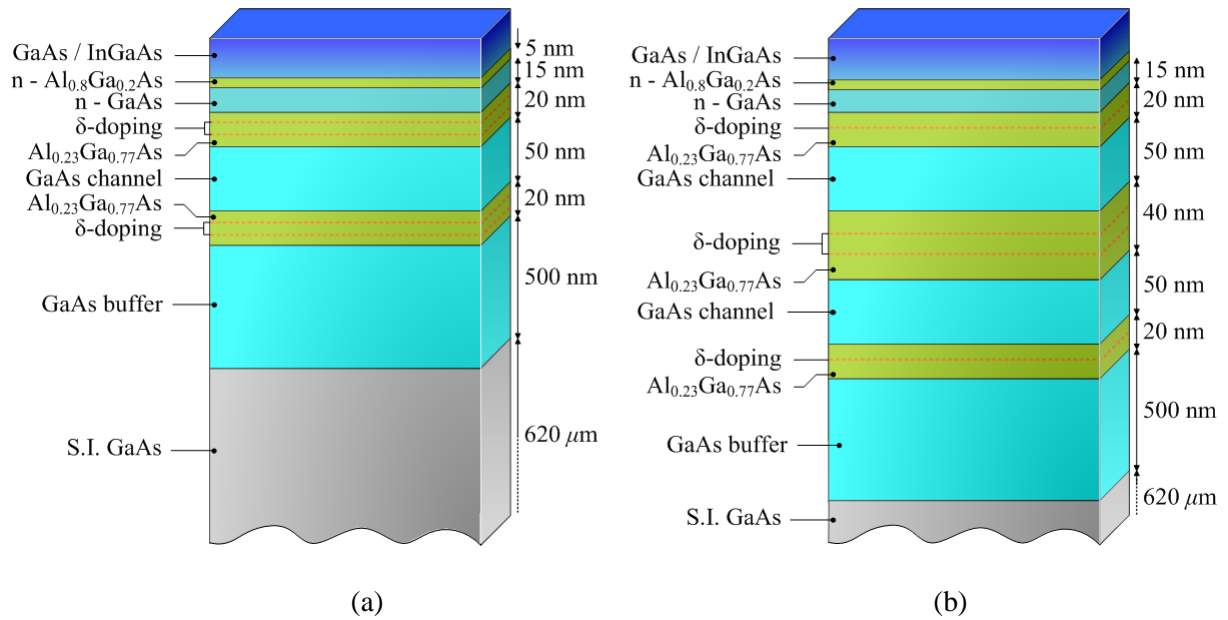 GaAs / InGaAs
n - Al0.8Ga0.2As
n - GaAs
δ-doping
Al0.23Ga0.77As
GaAs channel
Al0.23Ga0.77As
δ-doping
GaAs buffer
S.I. GaAs
5 nm
15 nm
20 nm
50 nm
20 nm
500 nm
620 μm
(a)
GaAs / InGaAs
n - Al0.8Ga0.2As
n - GaAs
δ-doping
Al0.23Ga0.77As
GaAs channel
δ-doping
Al0.23Ga0.77As
GaAs channel
δ-doping
Al0.23Ga0.77As
GaAs buffer
S.I. GaAs
15 nm
20 nm
50 nm
40 nm
50 nm
20 nm
500 nm
620 μm
(b)